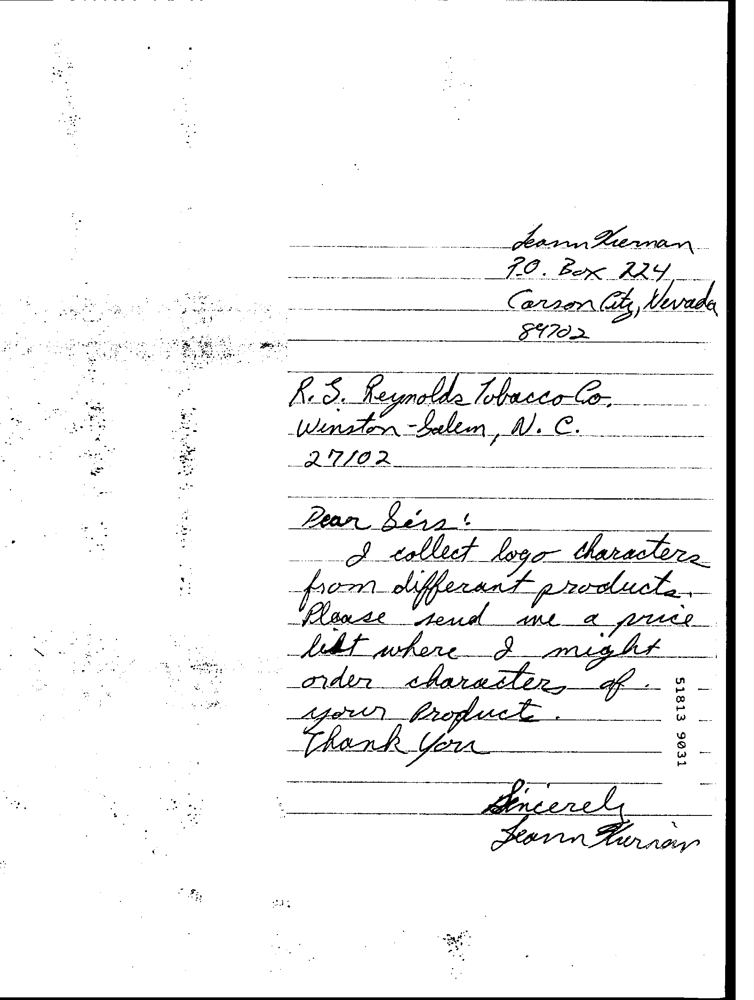 Leann Kiernan
P.O. Box 224
Carson City, Nevada
89702
R. J. Reynolds Tobacco Co.
Winston-Salem, N. C.
27102
Dear Sirs:
I collect logo characters
from differant products.
Please send me a price
list where I might
order characters of
your Product.
Thank You
Sincerely
Leann Kiernan
51813 9031